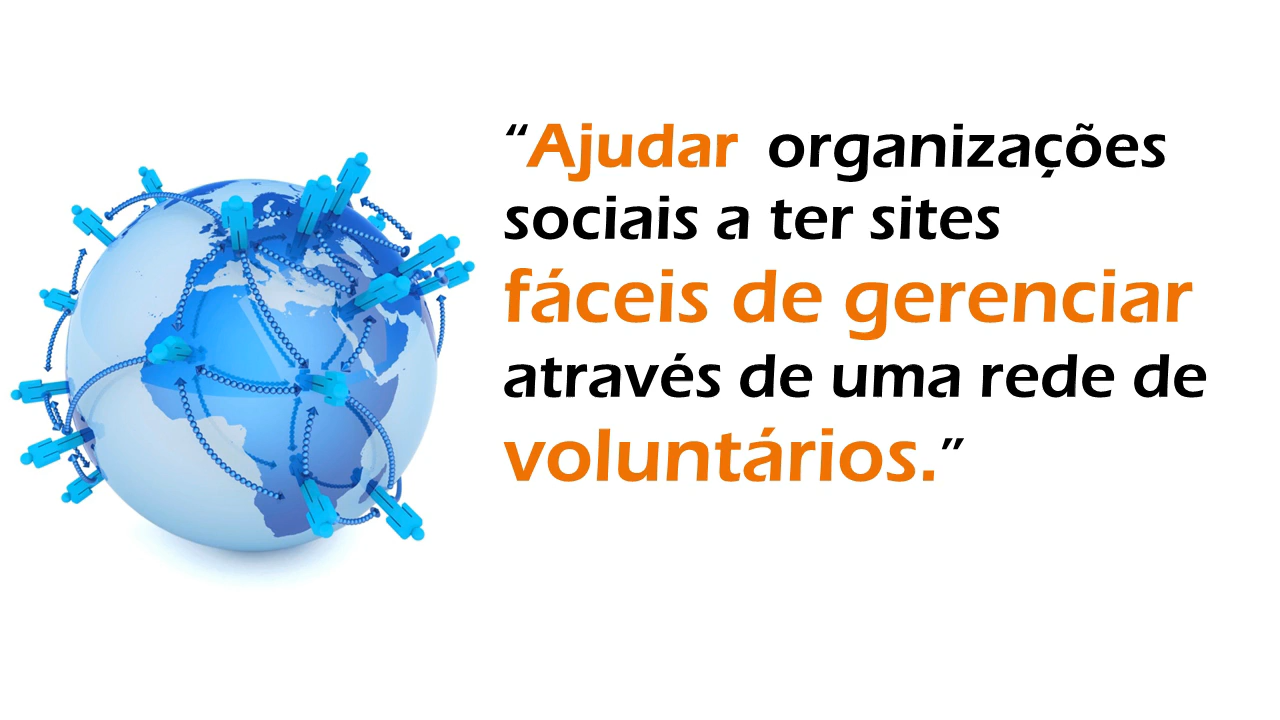 “Ajudar organizações
sociais a ter sites
fáceis de gerenciar
através de uma rede de
voluntários.”